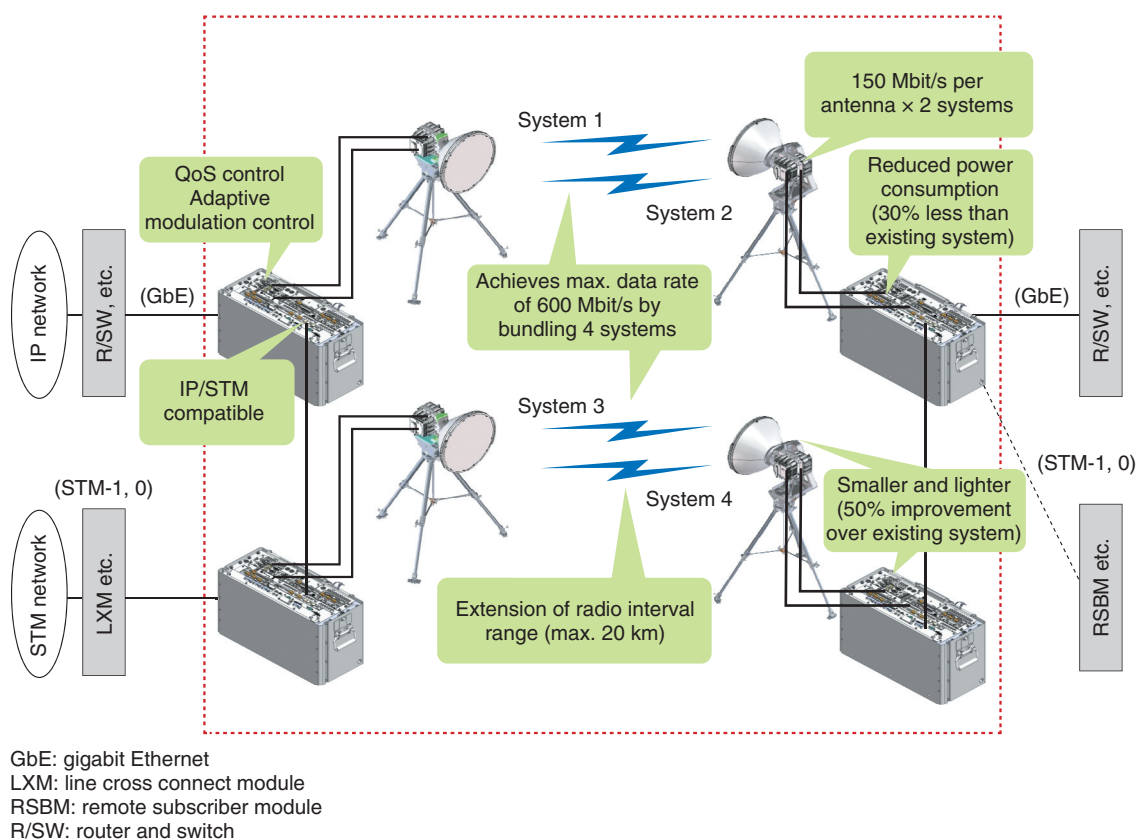 150 Mbit/s per
antenna × 2 systems
System 1
QoS control
Adaptive
modulation control
Reduced power
consumption
(30% less than
existing system)
System 2
IP network
R/SW, etc.
(GbE)
Achieves max. data rate
of 600 Mbit/s by
bundling 4 systems
(GbE)
R/SW, etc.
IP/STM
compatible
System 3
(STM-1, 0)
System 4
Smaller and lighter
(50% improvement
over existing system)
(STM-1, 0)
STM network
LXM etc.
Extension of radio interval
range (max. 20 km)
RSBM etc.
GbE: gigabit Ethernet
LXM: line cross connect module
RSBM: remote subscriber module
R/SW: router and switch